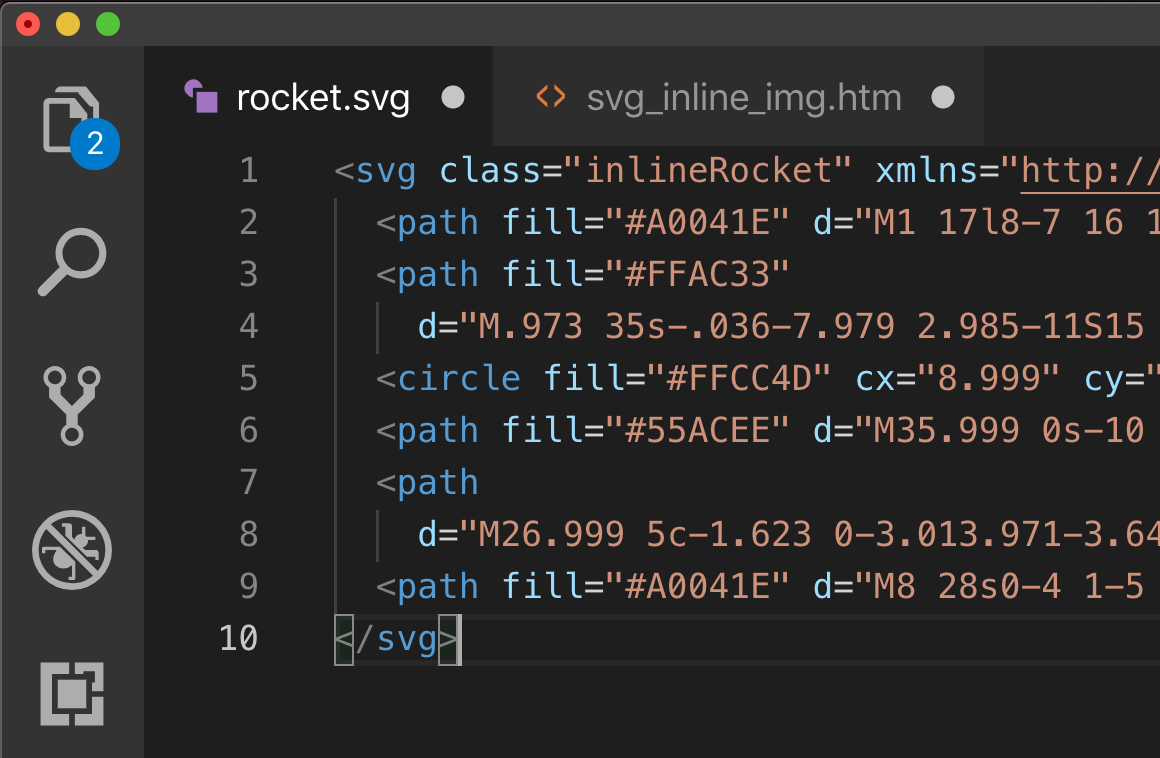 rocket.svg svg_inline_img.htm
2
1 <svg class="inlineRocket" xmlns="http://
2 <path fill="#A0041E" d="M1 17l8-7 16 1
3 <path fill="#FFAC33"
4 d="M.973 35s-.036-7.979 2.985-11S15
5 <circle fill="#FFCC4D" cx="8.999" cy="
6 <path fill="#55ACEE" d="M35.999 0s-10
7 <path
8 d="M26.999 5c-1.623 0-3.013.971-3.64
9 <path fill="#A0041E" d="M8 28s0-4 1-5
10 </svg>